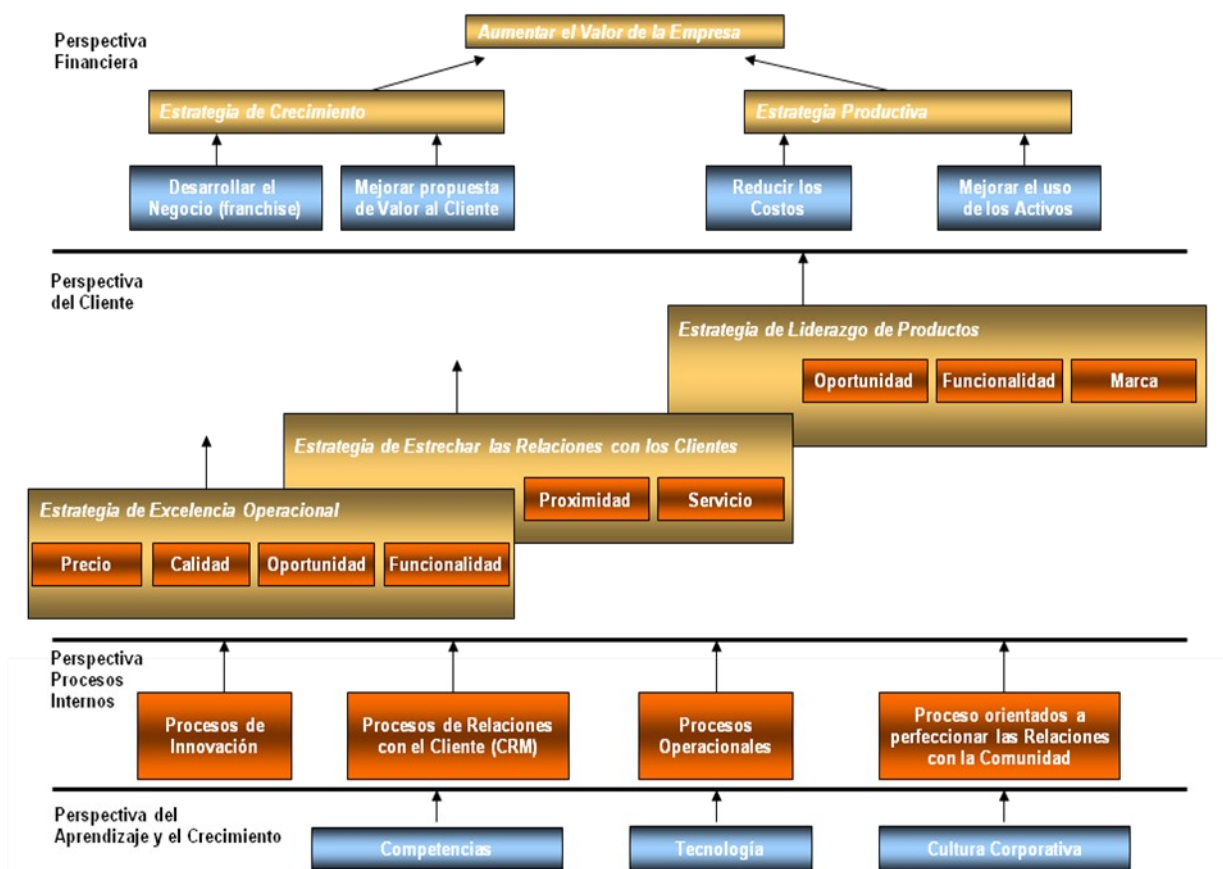 Perspectiva
Financiera
Aumentar el Valor de la Empresa
Estrategia de Crecimiento
Estrategia Productiva
Desarrollar el
Negocio (franchise)
Mejorar propuesta
de Valor al Cliente
Reducir los
Costos
Mejorar el uso
de los Activos
Perspectiva
del Cliente
Estrategia de Liderazgo de Productos
Oportunidad
Funcionalidad
Marca
Estrategia de Estrechar las Relaciones con los Clientes
Proximidad
Servicio
Estrategia de Excelencia Operacional
Precio
Calidad
Oportunidad
Funcionalidad
Perspectiva
Procesos
Internos
Procesos de
Innovación
Procesos de Relaciones
con el Cliente (CRM)
Procesos
Operacionales
Proceso orientados a
perfeccionar las Relaciones
con la Comunidad
Perspectiva del
Aprendizaje y el Crecimiento
Competencias
Tecnología
Cultura Corporativa